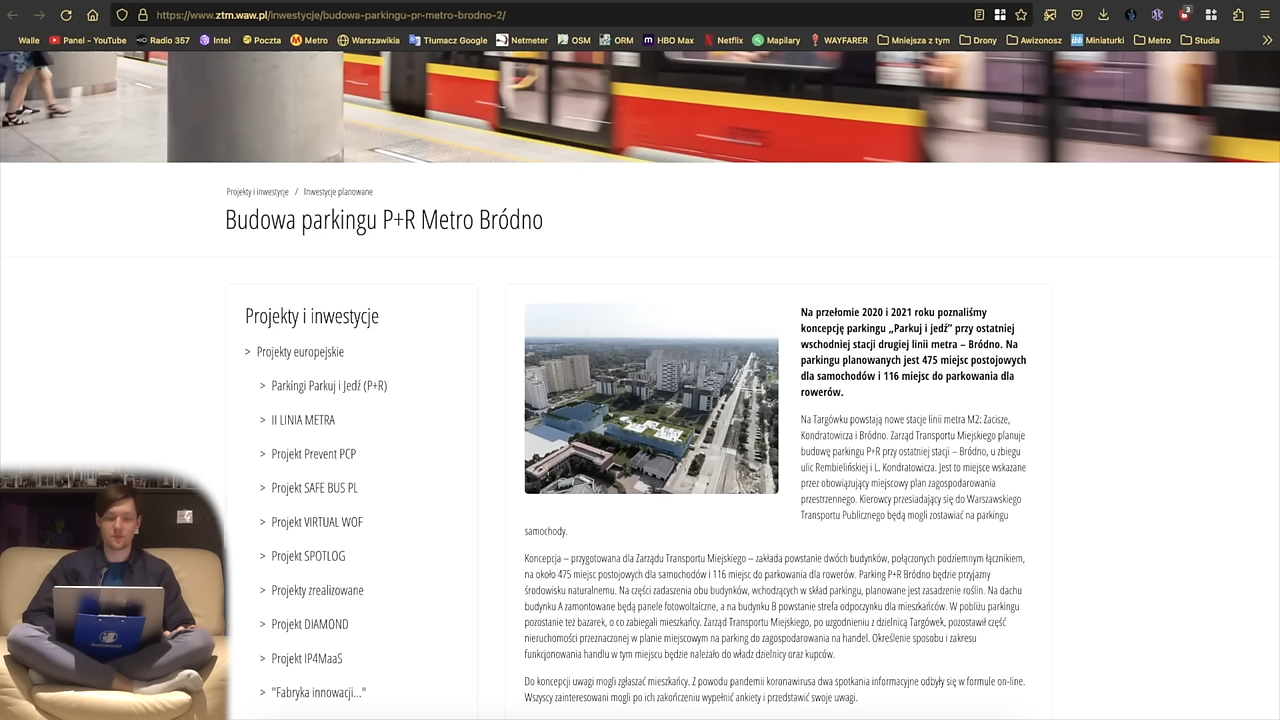 https://www.ztm.waw.pl/inwestycje/budowa-parkingu-pr-metro-brodno-2/
3
Walle Panel - YouTube Radio 357 Intel Poczta Metro Warszawikia Tłumacz Google Netmeter OSM ORM HBO Max Netflix Mapilary WAYFARER Mniejsza z tym Drony Awizonosz Miniaturki Metro Studia
Projekty i inwestycje / Inwestycje planowane
Budowa parkingu P+R Metro Bródno
Projekty i inwestycje
> Projekty europejskie
> Parkingi Parkuj i Jedź (P+R)
> II LINIA METRA
> Projekt Prevent PCP
> Projekt SAFE BUS PL
> Projekt VIRTUAL WOF
> Projekt SPOTLOG
> Projekty zrealizowane
> Projekt DIAMOND
> Projekt IP4MaaS
> "Fabryka innowacji..."
Na przełomie 2020 i 2021 roku poznaliśmy
koncepcję parkingu „Parkuj i jedź” przy ostatniej
wschodniej stacji drugiej linii metra – Bródno. Na
parkingu planowanych jest 475 miejsc postojowych
dla samochodów i 116 miejsc do parkowania dla
rowerów.
Na Targówku powstają nowe stacje linii metra M2: Zacisze,
Kondratowicza i Bródno. Zarząd Transportu Miejskiego planuje
budowę parkingu P+R przy ostatniej stacji – Bródno, u zbiegu
ulic Rembielińskiej i L. Kondratowicza. Jest to miejsce wskazane
przez obowiązujący miejscowy plan zagospodarowania
przestrzennego. Kierowcy przesiadający się do Warszawskiego
Transportu Publicznego będą mogli zostawiać na parkingu
samochody.
Koncepcja – przygotowana dla Zarządu Transportu Miejskiego – zakłada powstanie dwóch budynków, połączonych podziemnym łącznikiem,
na około 475 miejsc postojowych dla samochodów i 116 miejsc do parkowania dla rowerów. Parking P+R Bródno będzie przyjazny
środowisku naturalnemu. Na części zadaszenia obu budynków, wchodzących w skład parkingu, planowane jest zasadzenie roślin. Na dachu
budynku A zamontowane będą panele fotowoltaiczne, a na budynku B powstanie strefa odpoczynku dla mieszkańców. W pobliżu parkingu
pozostanie też bazarek, o co zabiegali mieszkańcy. Zarząd Transportu Miejskiego, po uzgodnieniu z dzielnicą Targówek, pozostawił część
nieruchomości przeznaczonej w planie miejscowym na parking do zagospodarowania na handel. Określenie sposobu i zakresu
funkcjonowania handlu w tym miejscu będzie należało do władz dzielnicy oraz kupców.
Do koncepcji uwagi mogli zgłaszać mieszkańcy. Z powodu pandemii koronawirusa dwa spotkania informacyjne odbyły się w formule on-line.
Wszyscy zainteresowani mogli po ich zakończeniu wypełnić ankiety i przedstawić swoje uwagi.